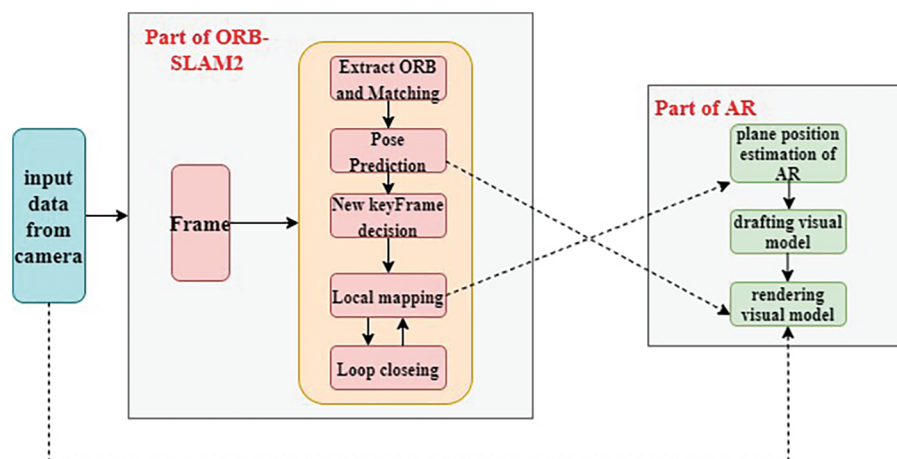 input
data
from
camera
Part of ORB-
SLAM2
Frame
Extract ORB
and Matching
Pose
Prediction
New keyFrame
decision
Local mapping
Loop closeing
Part of AR
plane position
estimation of
AR
drafting visual
model
rendering
visual model